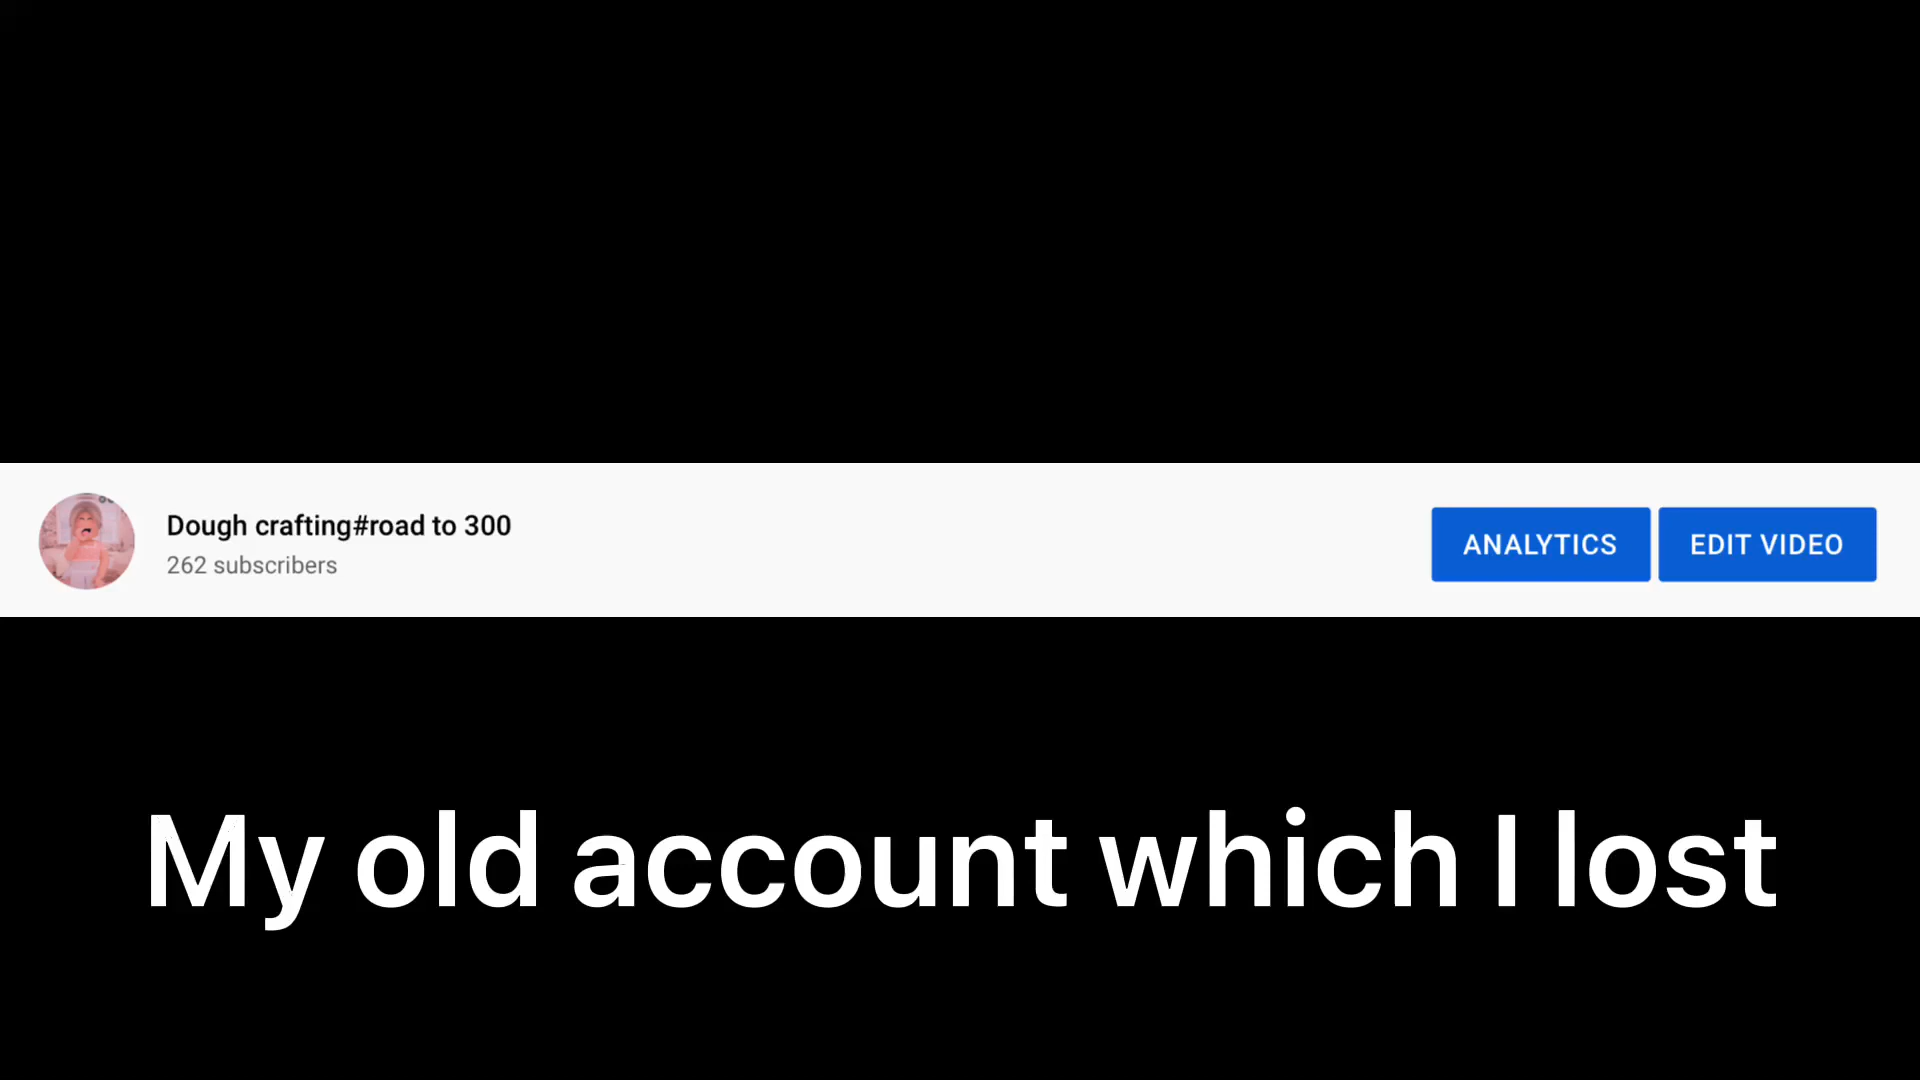 Dough crafting#road to 300
262 subscribers
ANALYTICS
EDIT VIDEO
My old account which I lost